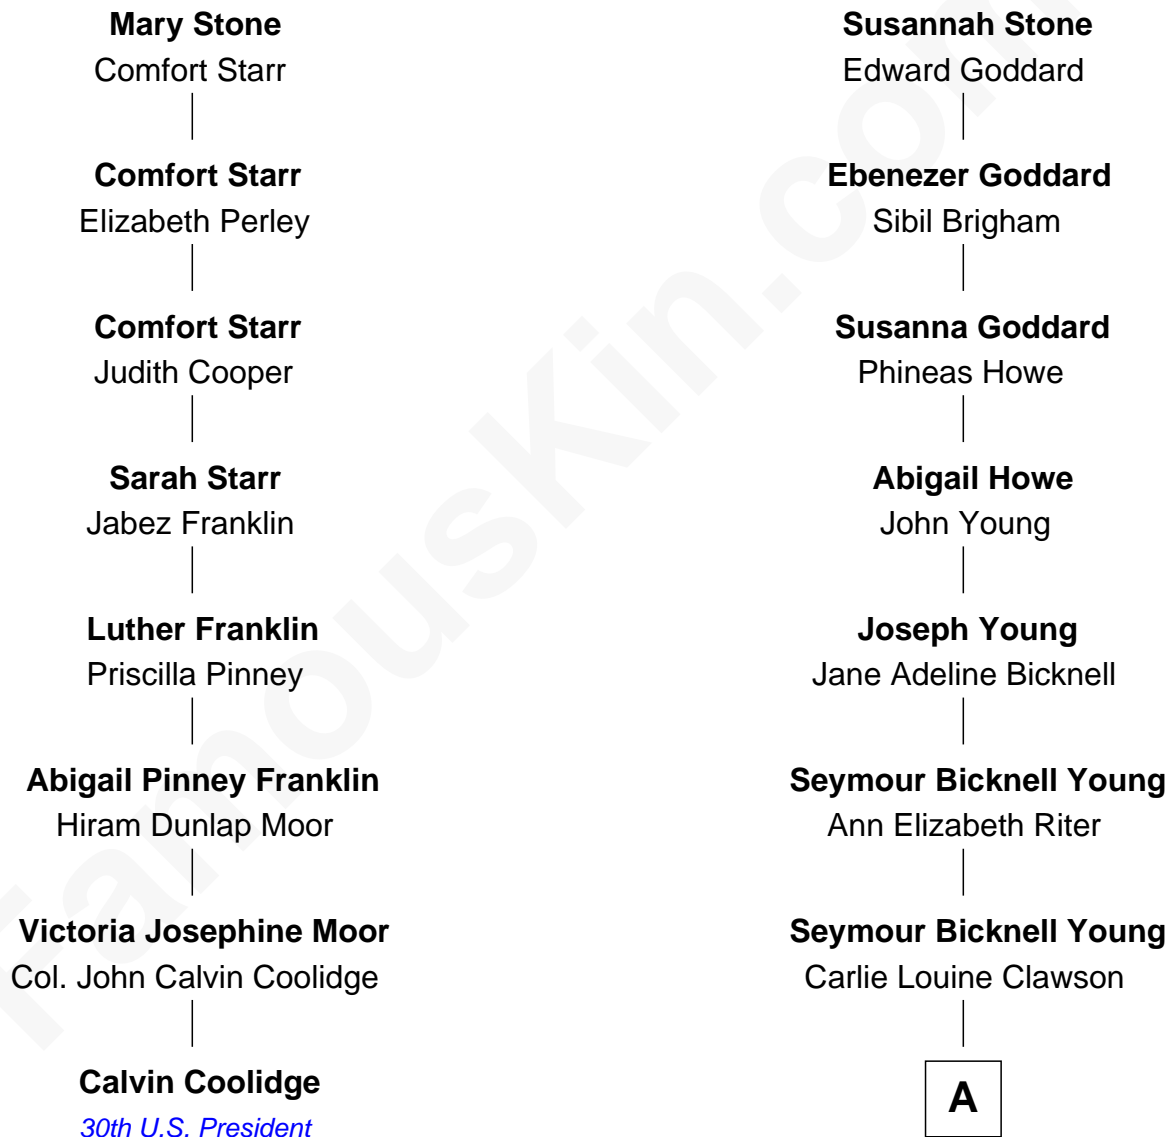 Mary Stone
Comfort Starr
Comfort Starr
Elizabeth Perley
Comfort Starr
Judith Cooper
Sarah Starr
Jabez Franklin
Luther Franklin
Priscilla Pinney
Abigail Pinney Franklin
Hiram Dunlap Moor
Victoria Josephine Moor
Col. John Calvin Coolidge
Calvin Coolidge
30th U.S. President
Susannah Stone
Edward Goddard
Ebenezer Goddard
Sibil Brigham
Susanna Goddard
Phineas Howe
Abigail Howe
John Young
Joseph Young
Jane Adeline Bicknell
Seymour Bicknell Young
Ann Elizabeth Riter
Seymour Bicknell Young
Carlie Louine Clawson
A
FamousKin.com